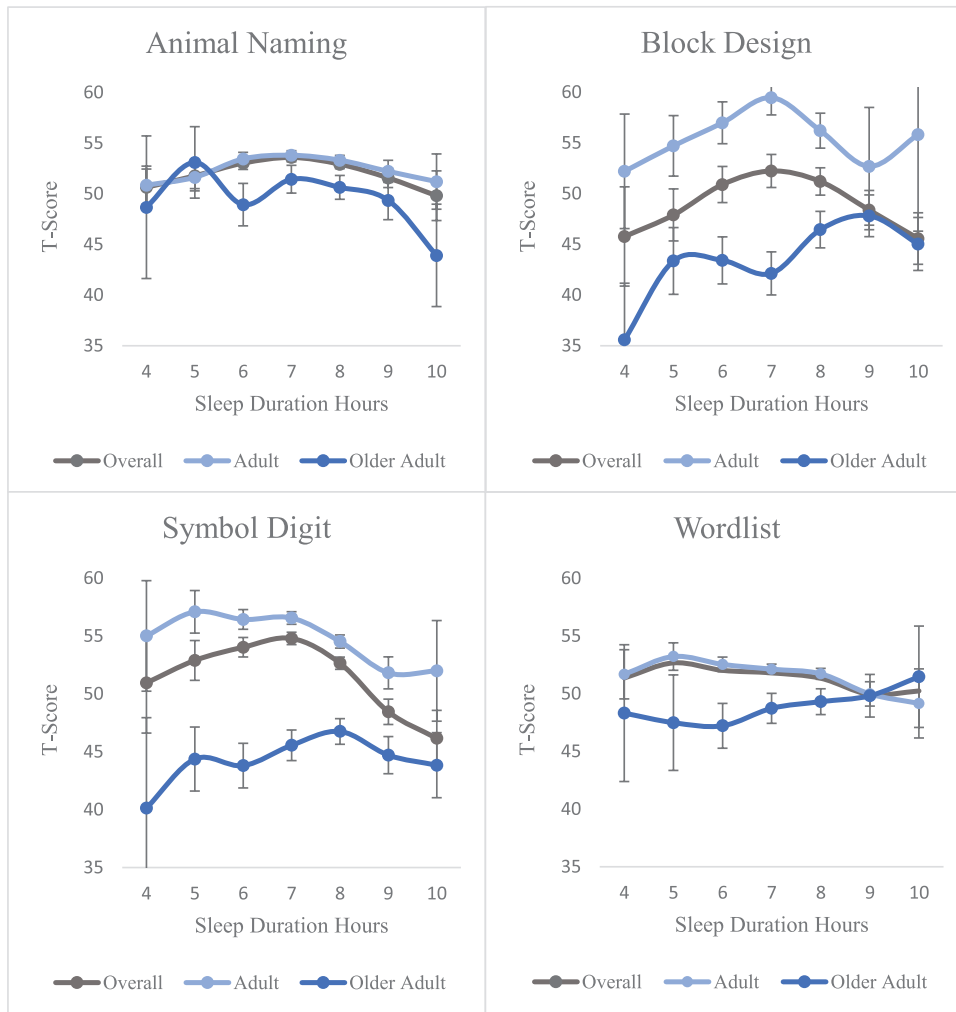 Animal Naming
60
55
50
45
40
35
T-Score
4 5 6 7 8 9 10
Sleep Duration Hours
Overall Adult Older Adult
Block Design
60
55
50
45
40
35
T-Score
4 5 6 7 8 9 10
Sleep Duration Hours
Overall Adult Older Adult
Symbol Digit
60
55
50
45
40
35
T-Score
4 5 6 7 8 9 10
Sleep Duration Hours
Overall Adult Older Adult
Wordlist
60
55
50
45
40
35
T-Score
4 5 6 7 8 9 10
Sleep Duration Hours
Overall Adult Older Adult